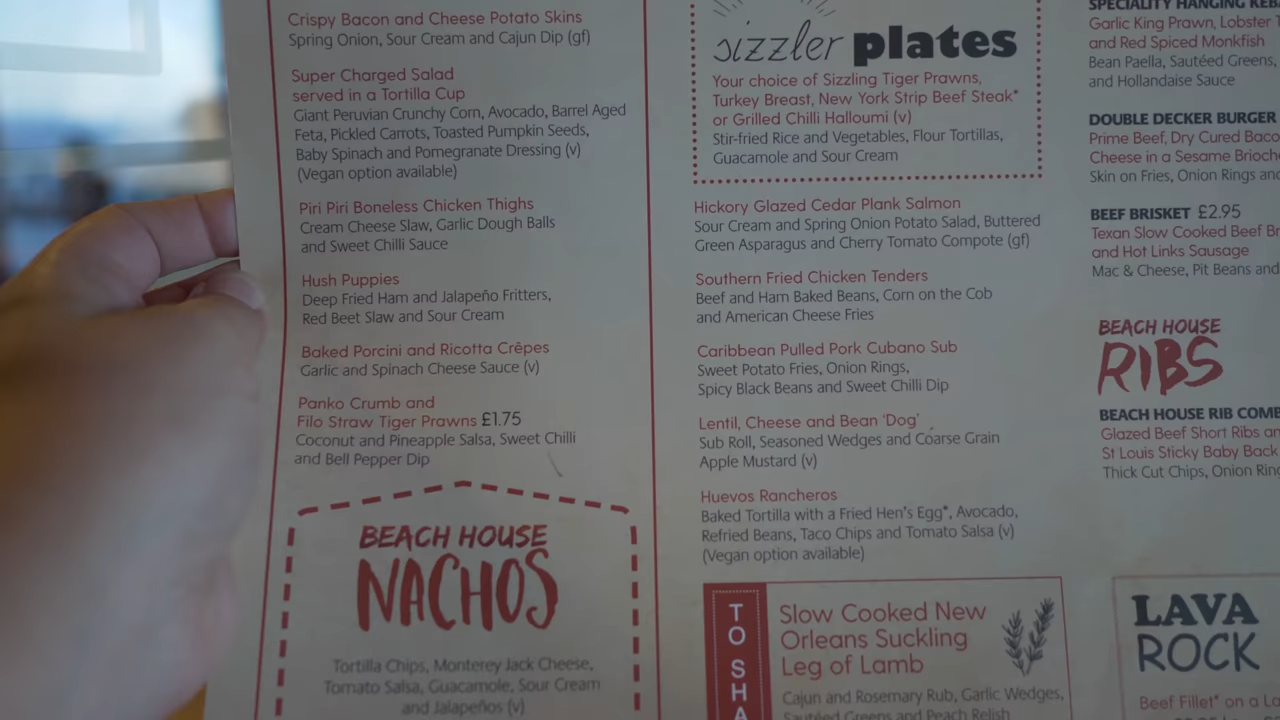 Crispy Bacon and Cheese Potato Skins
Spring Onion, Sour Cream and Cajun Dip (gf)
Super Charged Salad
served in a Tortilla Cup
Giant Peruvian Crunchy Corn, Avocado, Barrel Aged
Feta, Pickled Carrots, Toasted Pumpkin Seeds,
Baby Spinach and Pomegranate Dressing (v)
(Vegan option available)
Piri Piri Boneless Chicken Thighs
Cream Cheese Slaw, Garlic Dough Balls
and Sweet Chilli Sauce
Hush Puppies
Deep Fried Ham and Jalapeño Fritters,
Red Beet Slaw and Sour Cream
Baked Porcini and Ricotta Crêpes
Garlic and Spinach Cheese Sauce (v)
Panko Crumb and
Filo Straw Tiger Prawns £1.75
Coconut and Pineapple Salsa, Sweet Chilli
and Bell Pepper Dip
BEACH HOUSE
NACHOS
Tortilla Chips, Monterey Jack Cheese,
Tomato Salsa, Guacamole, Sour Cream
and Jalapeños (v)
sizzler plates
Your choice of Sizzling Tiger Prawns,
Turkey Breast, New York Strip Beef Steak*
or Grilled Chilli Halloumi (v)
Stir-fried Rice and Vegetables, Flour Tortillas,
Guacamole and Sour Cream
Hickory Glazed Cedar Plank Salmon
Sour Cream and Spring Onion Potato Salad, Buttered
Green Asparagus and Cherry Tomato Compote (gf)
Southern Fried Chicken Tenders
Beef and Ham Baked Beans, Corn on the Cob
and American Cheese Fries
Caribbean Pulled Pork Cubano Sub
Sweet Potato Fries, Onion Rings,
Spicy Black Beans and Sweet Chilli Dip
Lentil, Cheese and Bean 'Dog'
Sub Roll, Seasoned Wedges and Coarse Grain
Apple Mustard (v)
Huevos Rancheros
Baked Tortilla with a Fried Hen's Egg*, Avocado,
Refried Beans, Taco Chips and Tomato Salsa (v)
(Vegan option available)
TO SHA
Slow Cooked New
Orleans Suckling
Leg of Lamb
Cajun and Rosemary Rub, Garlic Wedges,
Sautéed Greens and Peach Relish
SPECIALITY HANGING
Garlic King Prawn, Lobster
and Red Spiced Monkfish
Bean Paella, Sautéed Greens,
and Hollandaise Sauce
DOUBLE DECKER BURGER
Prime Beef, Dry Cured
Cheese in a Sesame
Skin on Fries, Onion Rings
BEEF BRISKET £2.95
Texan Slow Cooked Beef
and Hot Links Sausage
Mac & Cheese, Pit Beans and
BEACH HOUSE
RIBS
BEACH HOUSE RIB
Glazed Beef Short Ribs
St Louis Sticky Baby Back
Thick Cut Chips, Onion
LAVA
ROCK
Beef Fillet* on a